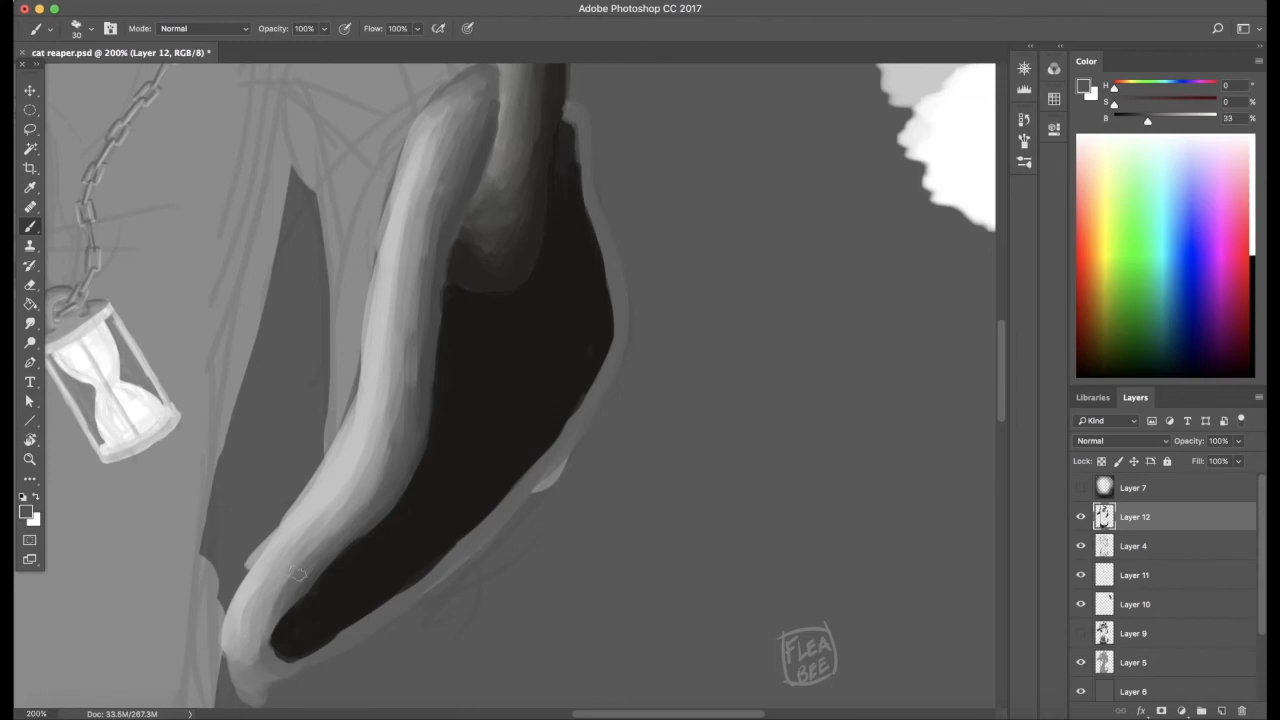 Adobe Photoshop CC 2017
30
Mode: Normal
Opacity: 100%
Flow: 100%
cat reaper.psd @ 200% (Layer 12, RGB/8) *
Color
H 0 °
S 0 %
B 33 %
Libraries Layers
Kind
Normal
Opacity: 100%
Lock:
Fill: 100%
Layer 7
Layer 12
Layer 4
Layer 11
Layer 10
Layer 9
Layer 5
Layer 6
FLEA
BEE
200%
Doc: 33.5M/267.3M
fx